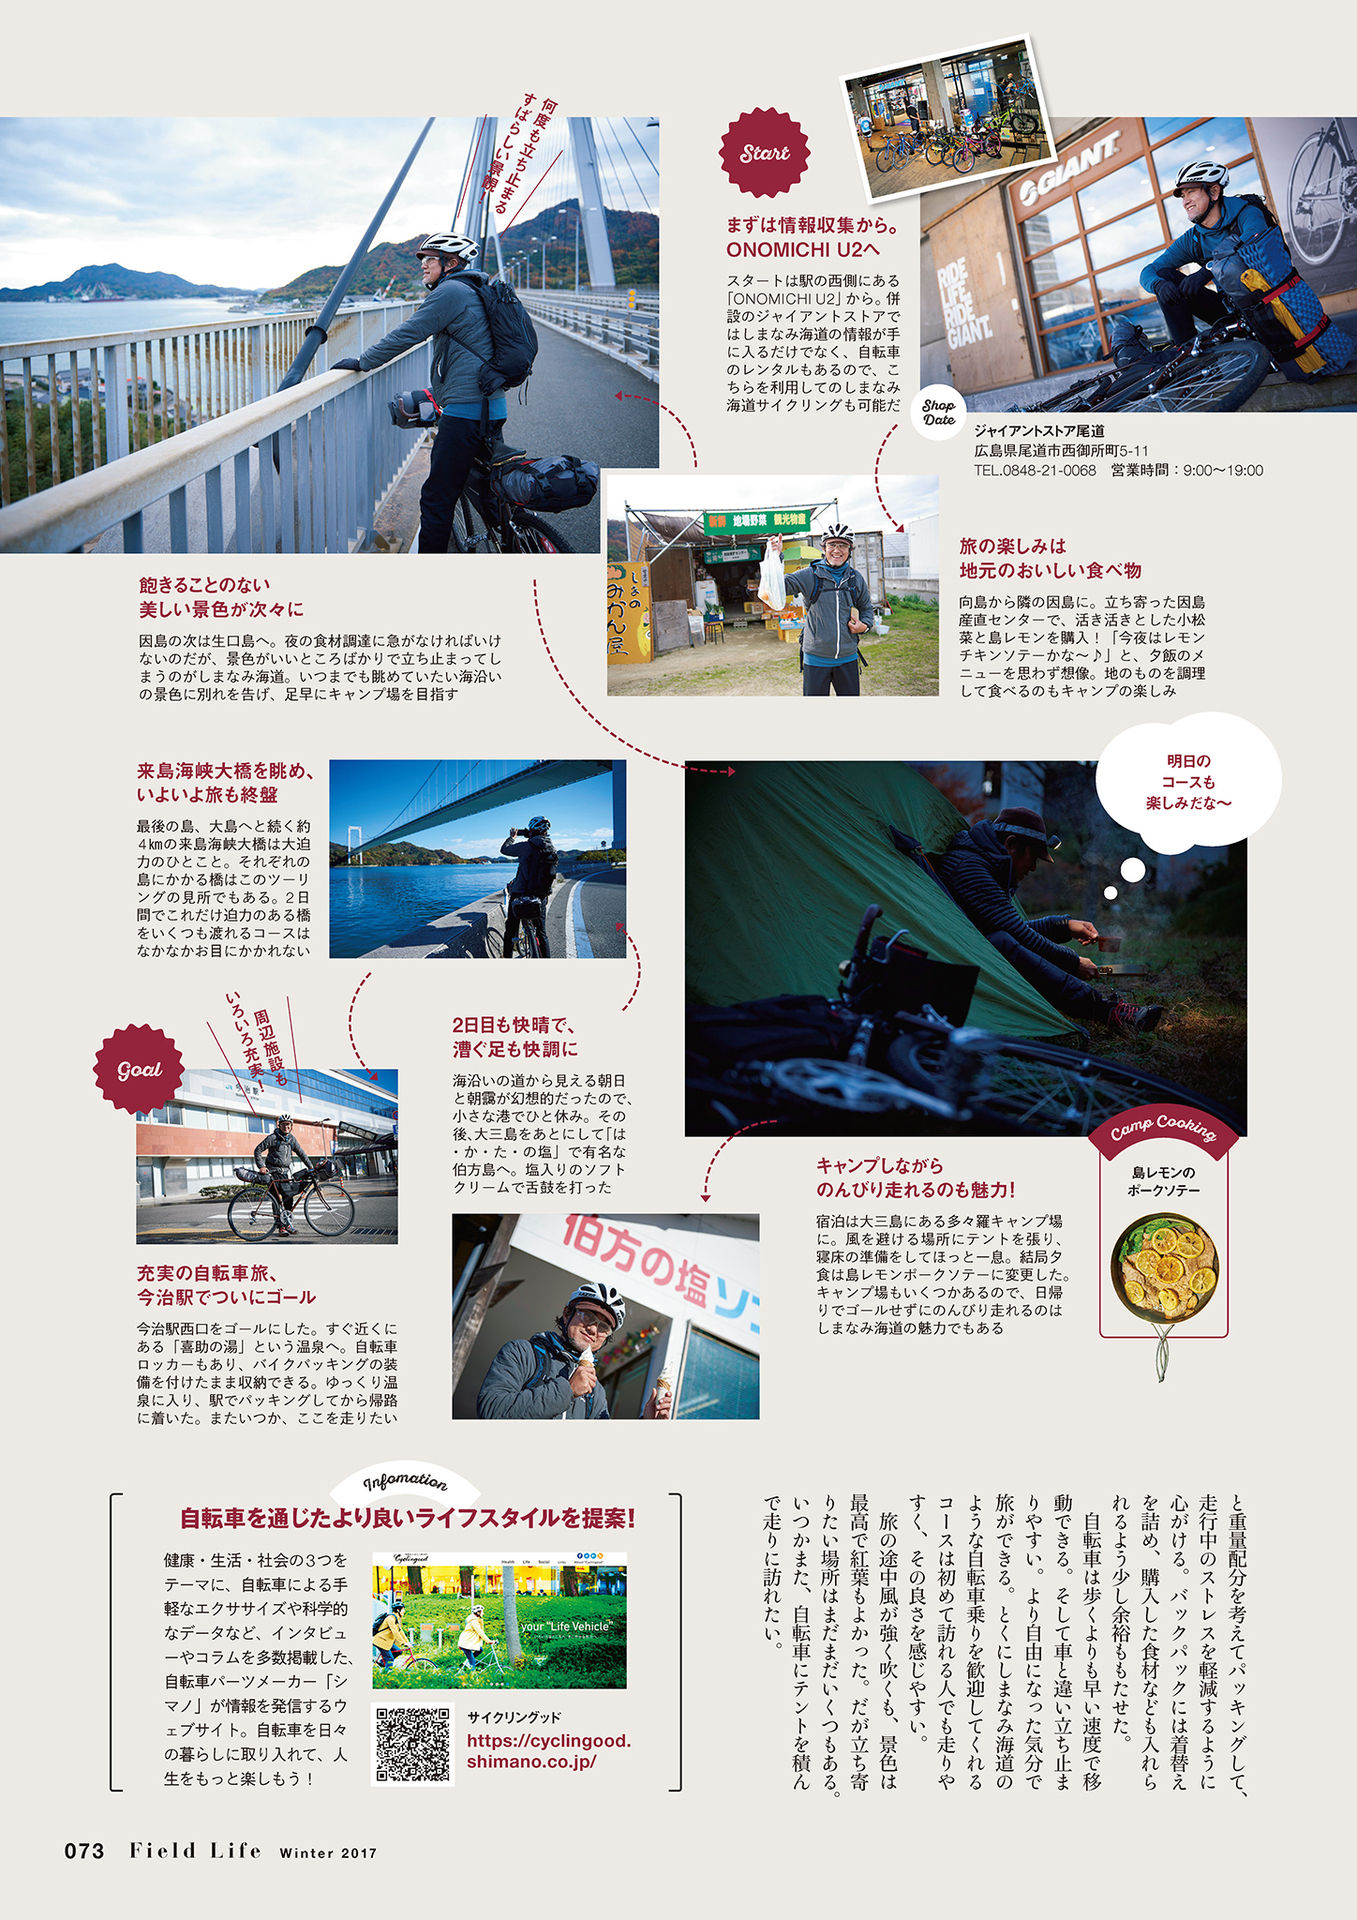 Start
まずは情報収集から。
ONOMICHI U2へ
スタートは駅の西側にある
「ONOMICHI U2」から。併
設のジャイアントストアで
はしまなみ海道の情報が手
に入るだけでなく、自転車
のレンタルもあるので、こ
ちらを利用してのしまなみ
海道サイクリングも可能だ
GIANT
RIDE
LIFE
RIDE
GIANT.
Shop
Date
ジャイアントストア尾道
広島県尾道市西御所町5-11
TEL.0848-21-0068　営業時間：9:00〜19:00
新鮮 地場野菜 観光物産
しまの
みかん屋
旅の楽しみは
地元のおいしい食べ物
向島から隣の因島に。立ち寄った因島
産直センターで、活き活きとした小松
菜と島レモンを購入！「今夜はレモン
チキンソテーかな〜♪」と、夕飯のメ
ニューを思わず想像。地のものを調理
して食べるのもキャンプの楽しみ
何度も立ち止まる
すばらしい景観！
飽きることのない
美しい景色が次々に
因島の次は生口島へ。夜の食材調達に急がなければいけ
ないのだが、景色がいいところばかりで立ち止まってし
まうのがしまなみ海道。いつまでも眺めていたい海沿い
の景色に別れを告げ、足早にキャンプ場を目指す
明日の
コースも
楽しみだな〜
キャンプしながら
のんびり走れるのも魅力！
宿泊は大三島にある多々羅キャンプ場
に。風を避ける場所にテントを張り、
寝床の準備をしてほっと一息。結局夕
食は島レモンポークソテーに変更した。
キャンプ場もいくつかあるので、日帰
りでゴールせずにのんびり走れるのは
しまなみ海道の魅力でもある
Camp Cooking
島レモンの
ポークソテー
2日目も快晴で、
漕ぐ足も快調に
海沿いの道から見える朝日
と朝靄が幻想的だったので、
小さな港でひと休み。その
後、大三島をあとにして「は
・か・た・の塩」で有名な
伯方島へ。塩入りのソフト
クリームで舌鼓を打った
伯方の塩ソフ
来島海峡大橋を眺め、
いよいよ旅も終盤
最後の島、大島へと続く約
4㎞の来島海峡大橋は大迫
力のひとこと。それぞれの
島にかかる橋はこのツーリ
ングの見所でもある。2日
間でこれだけ迫力のある橋
をいくつも渡れるコースは
なかなかお目にかかれない
Goal
周辺施設も
いろいろ充実！
今治駅
充実の自転車旅、
今治駅でついにゴール
今治駅西口をゴールにした。すぐ近くに
ある「喜助の湯」という温泉へ。自転車
ロッカーもあり、バイクパッキングの装
備を付けたまま収納できる。ゆっくり温
泉に入り、駅でパッキングしてから帰路
に着いた。またいつか、ここを走りたい
と重量配分を考えてパッキングして、
走行中のストレスを軽減するように
心がける。バックパックには着替え
を詰め、購入した食材なども入れら
れるよう少し余裕ももたせた。
自転車は歩くよりも早い速度で移
動できる。そして車と違い立ち止ま
りやすい。より自由になった気分で
旅ができる。とくにしまなみ海道の
ような自転車乗りを歓迎してくれる
コースは初めて訪れる人でも走りや
すく、その良さを感じやすい。
旅の途中風が強く吹くも、景色は
最高で紅葉もよかった。だが立ち寄
りたい場所はまだまだいくつもある。
いつかまた、自転車にテントを積ん
で走りに訪れたい。
Infomation
自転車を通じたより良いライフスタイルを提案！
健康・生活・社会の3つを
テーマに、自転車による手
軽なエクササイズや科学的
なデータなど、インタビュ
ーやコラムを多数掲載した、
自転車パーツメーカー「シ
マノ」が情報を発信するウ
ェブサイト。自転車を日々
の暮らしに取り入れて、人
生をもっと楽しもう！
Cyclingood
Health Life Social
your "Life Vehicle"
サイクリングッド
https://cyclingood.
shimano.co.jp/
073 Field Life Winter 2017